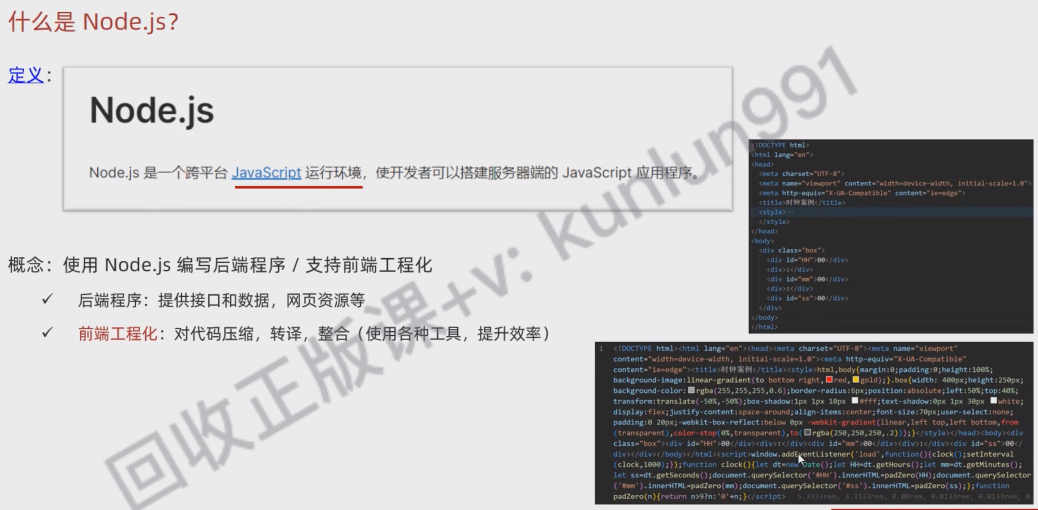 什么是 Node.js?
定义：
Node.js
Node.js 是一个跨平台 JavaScript 运行环境，使开发者可以搭建服务器端的 JavaScript 应用程序。
概念：使用 Node.js 编写后端程序 / 支持前端工程化
✓ 后端程序：提供接口和数据，网页资源等
✓ 前端工程化：对代码压缩，转译，整合（使用各种工具，提升效率）
<!DOCTYPE html>
<html lang="en">
<head>
<meta charset="UTF-8">
<meta name="viewport" content="width=device-width, initial-scale=1.0">
<meta http-equiv="X-UA-Compatible" content="ie=edge">
<title>时钟案例</title>
<style>
</style>
</head>
<body>
<div class="box">
<div id="HH">00</div>
<div>:</div>
<div id="mm">00</div>
<div>:</div>
<div id="ss">00</div>
</div>
</body>
</html>
1 <!DOCTYPE html><html lang="en"><head><meta charset="UTF-8"><meta name="viewport"
content="width=device-width, initial-scale=1.0"><meta http-equiv="X-UA-Compatible"
content="ie=edge"><title>时钟案例</title><style>html,body{margin:0;padding:0;height:100%;
background-image:linear-gradient(to bottom right,red,gold);}.box{width: 400px;height:250px;
background-color:rgba(255,255,255,0.6);border-radius:6px;position:absolute;left:50%;top:40%;
transform:translate(-50%,-50%);box-shadow:1px 1px 10px #fff;text-shadow:0px 1px 30px white;
display:flex;justify-content:space-around;align-items:center;font-size:70px;user-select:none;
padding:0 20px;-webkit-box-reflect:below 0px -webkit-gradient(linear,left top,left bottom,from
(transparent),color-stop(0%,transparent),to(rgba(250,250,250,.2)));}</style></head><body><div
class="box"><div id="HH">00</div><div>:</div><div id="mm">00</div><div>:</div><div id="ss">00</
div></div></body></html><script>window.addEventListener('load',function(){clock();setInterval
(clock,1000);});function clock(){let dt=new Date();let HH=dt.getHours();let mm=dt.getMinutes();
let ss=dt.getSeconds();document.querySelector('#HH').innerHTML=padZero(HH);document.querySelector
('#mm').innerHTML=padZero(mm);document.querySelector('#ss').innerHTML=padZero(ss);};function
padZero(n){return n>9?n:'0'+n;}</script>
回收正版课+v: kunlun991